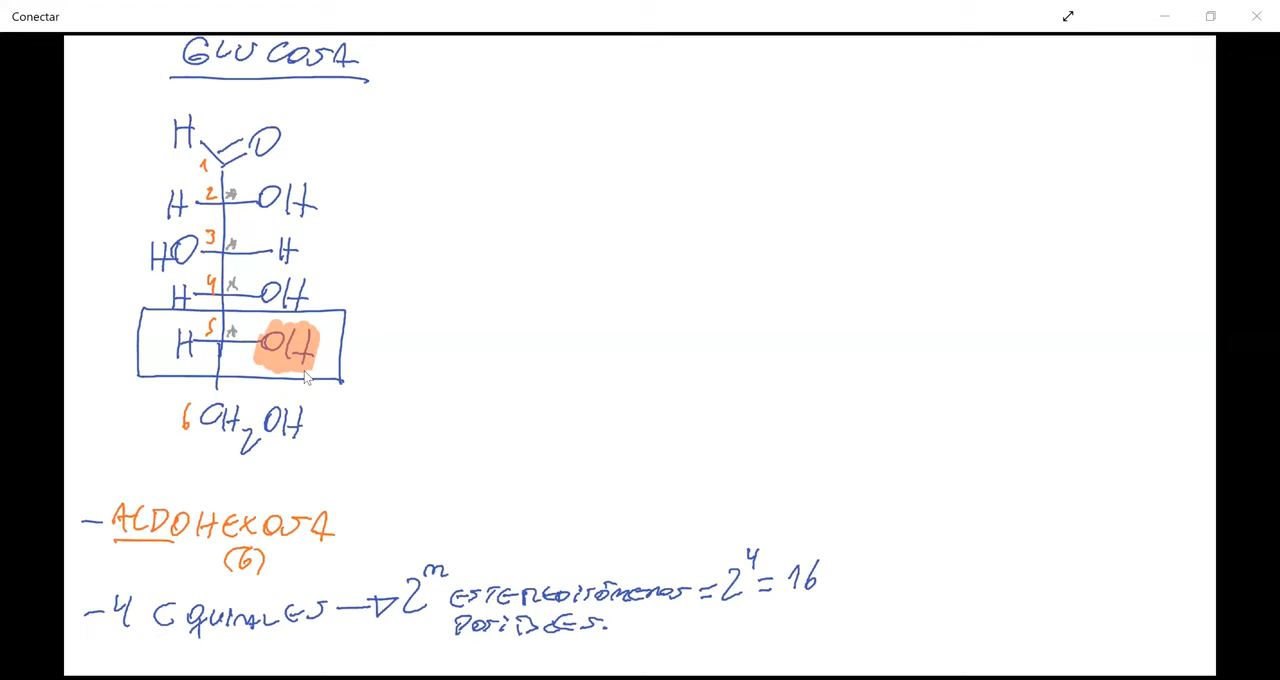 Conectar
GLUCOSA
H O
1
H 2 * OH
HO 3 * H
H 4 * OH
H 5 * OH
6 CH2OH
- ALDOHEXOSA
(6)
- 4 C QUIRALES → 2^n ESTEREOISÓMEROS = 2^4 = 16
POSIBLES.